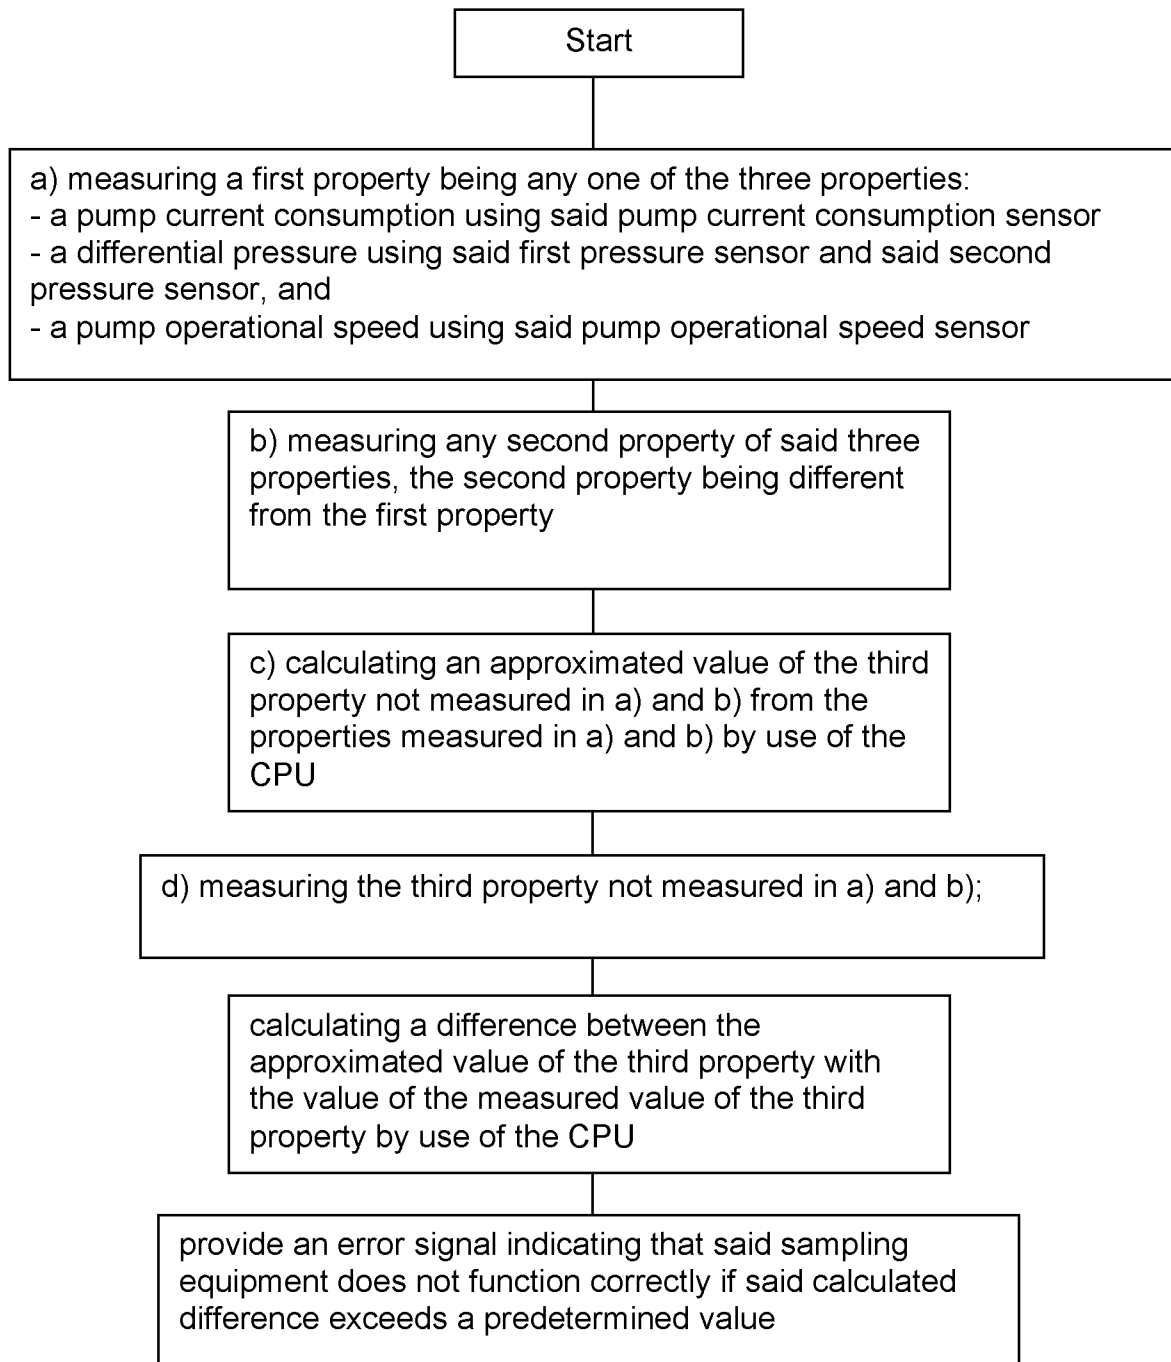 Start
a) measuring a first property being any one of the three properties:
- a pump current consumption using said pump current consumption sensor
- a differential pressure using said first pressure sensor and said second
pressure sensor, and
- a pump operational speed using said pump operational speed sensor
b) measuring any second property of said three
properties, the second property being different
from the first property
c) calculating an approximated value of the third
property not measured in a) and b) from the
properties measured in a) and b) by use of the
CPU
d) measuring the third property not measured in a) and b);
calculating a difference between the
approximated value of the third property with
the value of the measured value of the third
property by use of the CPU
provide an error signal indicating that said sampling
equipment does not function correctly if said calculated
difference exceeds a predetermined value